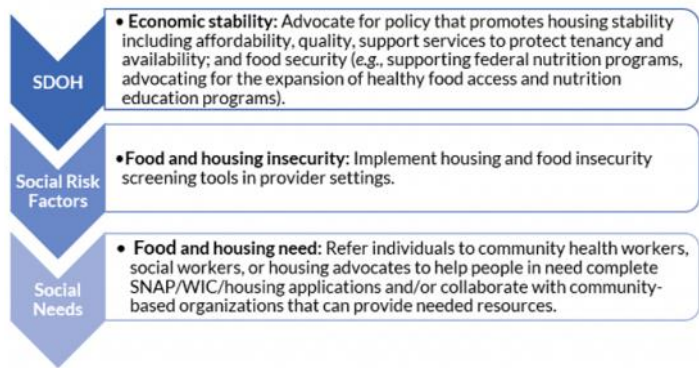 SDOH
• Economic stability: Advocate for policy that promotes housing stability
including affordability, quality, support services to protect tenancy and
availability; and food security (e.g., supporting federal nutrition programs,
advocating for the expansion of healthy food access and nutrition
education programs).
Social Risk
Factors
•Food and housing insecurity: Implement housing and food insecurity
screening tools in provider settings.
Social
Needs
• Food and housing need: Refer individuals to community health workers,
social workers, or housing advocates to help people in need complete
SNAP/WIC/housing applications and/or collaborate with community-
based organizations that can provide needed resources.